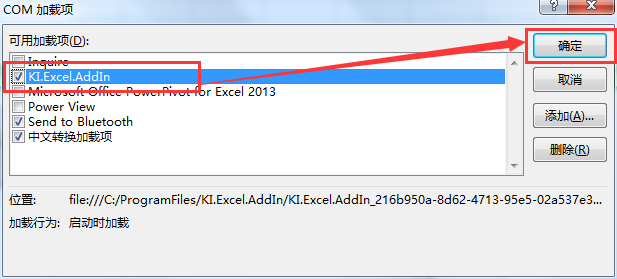 COM 加载项
可用加载项(D):
Inquire
KI.Excel.AddIn
Microsoft Office PowerPivot for Excel 2013
Power View
Send to Bluetooth
中文转换加载项
确定
取消
添加(A)...
删除(R)
位置: file:///C:/ProgramFiles/KI.Excel.AddIn/KI.Excel.AddIn_216b950a-8d62-4713-95e5-02a537e3...
加载行为: 启动时加载